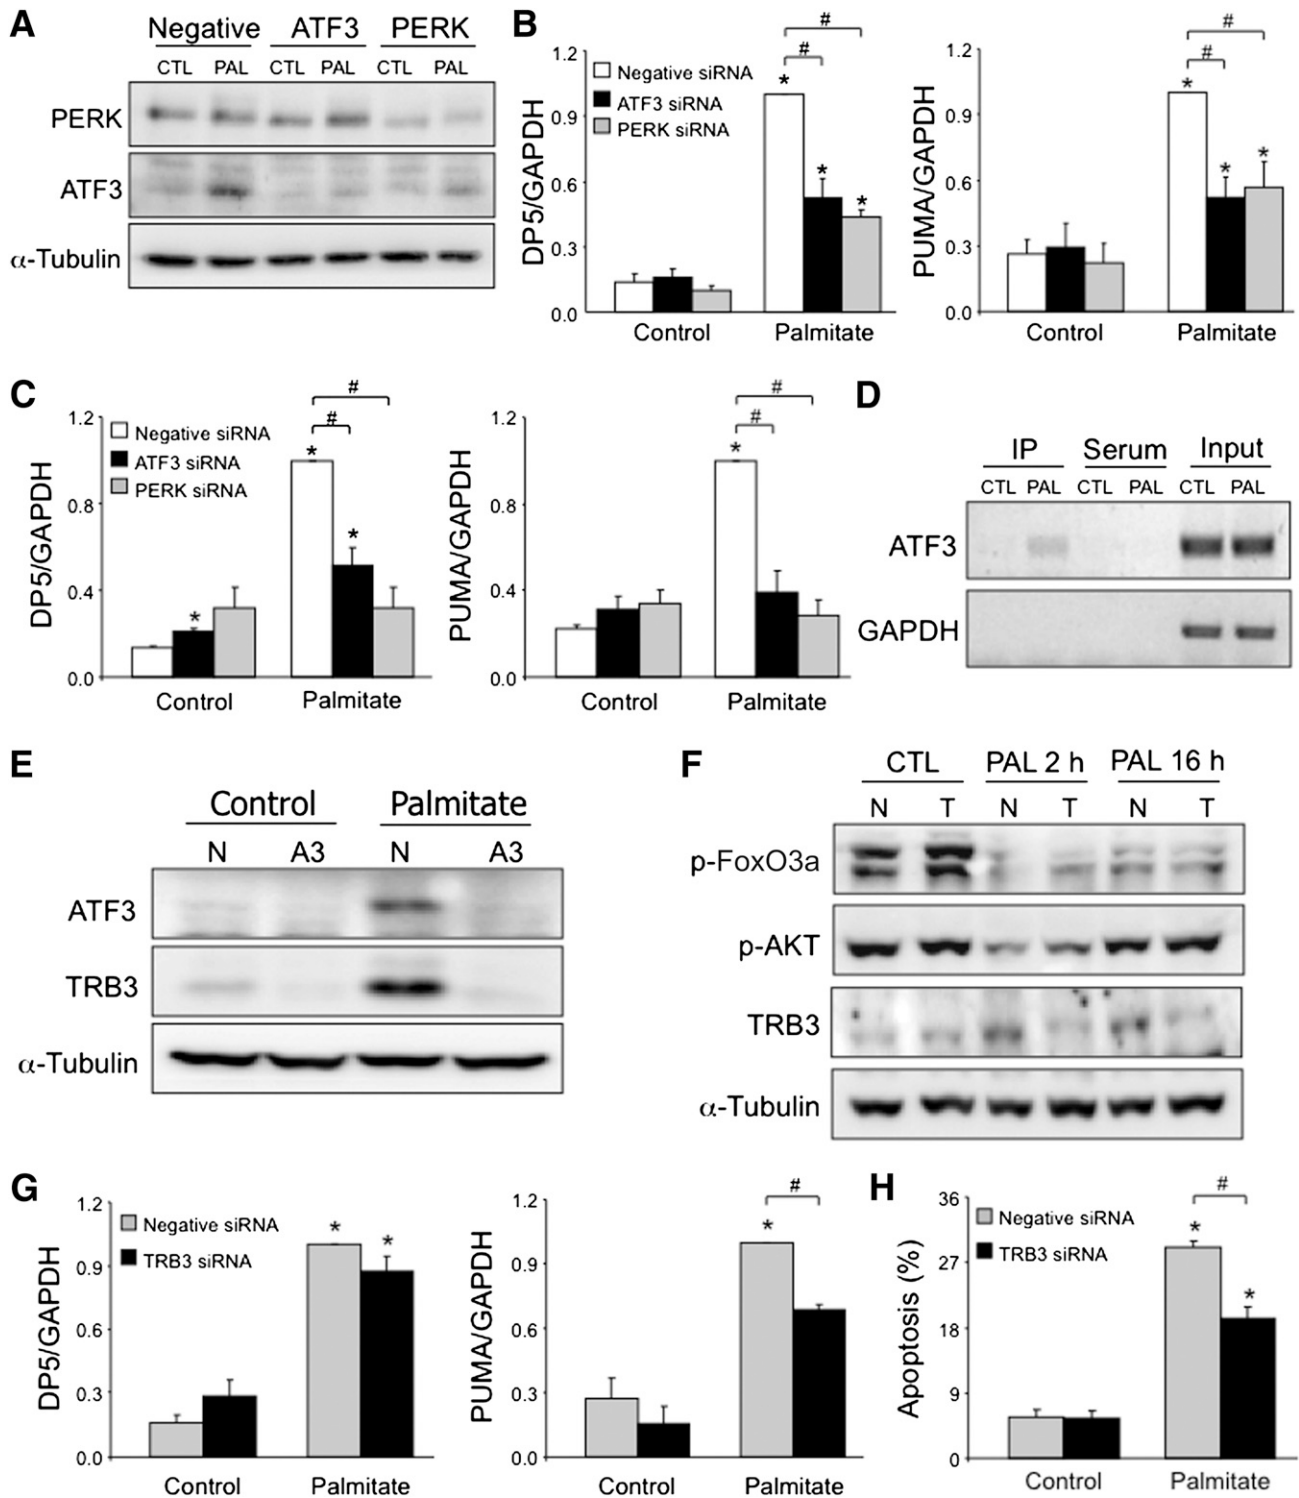 A
Negative ATF3 PERK
CTL PAL CTL PAL CTL PAL
PERK
ATF3
α-Tubulin
B
DP5/GAPDH
1.2
0.9
0.6
0.3
0.0
Negative siRNA
ATF3 siRNA
PERK siRNA
#
#
*
*
*
Control Palmitate
PUMA/GAPDH
1.2
0.9
0.6
0.3
0.0
#
#
*
*
*
Control Palmitate
C
DP5/GAPDH
1.2
0.8
0.4
0.0
Negative siRNA
ATF3 siRNA
PERK siRNA
#
#
*
*
*
Control Palmitate
PUMA/GAPDH
1.2
0.8
0.4
0.0
#
#
*
Control Palmitate
D
IP Serum Input
CTL PAL CTL PAL CTL PAL
ATF3
GAPDH
E
Control Palmitate
N A3 N A3
ATF3
TRB3
α-Tubulin
F
CTL PAL 2 h PAL 16 h
N T N T N T
p-FoxO3a
p-AKT
TRB3
α-Tubulin
G
DP5/GAPDH
1.2
0.9
0.6
0.3
0.0
Negative siRNA
TRB3 siRNA
*
*
Control Palmitate
PUMA/GAPDH
1.2
0.9
0.6
0.3
0.0
#
*
Control Palmitate
H
Apoptosis (%)
36
27
18
9
0
Negative siRNA
TRB3 siRNA
#
*
*
Control Palmitate